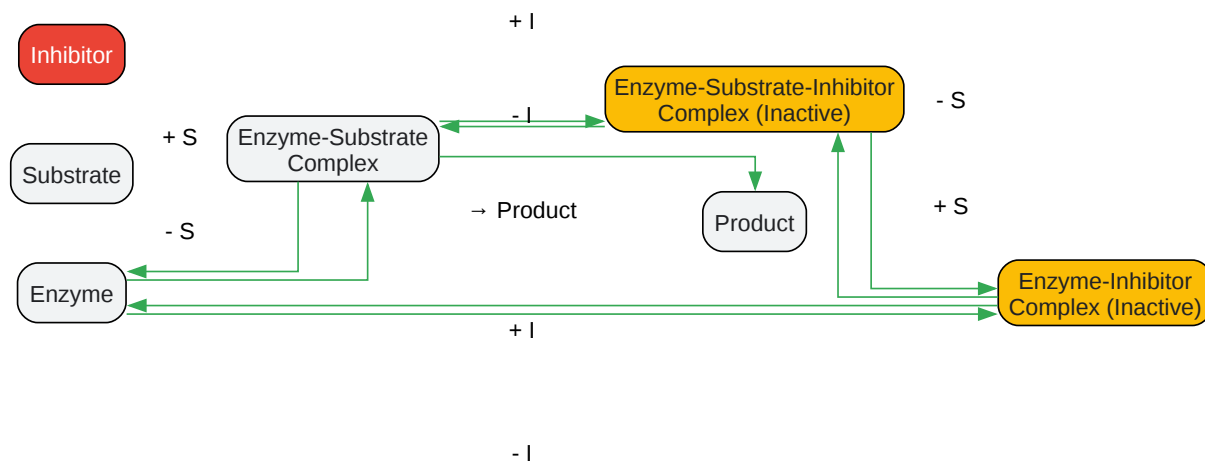 + I
Inhibitor
Enzyme-Substrate-Inhibitor
Complex (Inactive)
- S
- I
+ S
Enzyme-Substrate
Complex
Substrate
→ Product
Product
+ S
- S
Enzyme
Enzyme-Inhibitor
Complex (Inactive)
+ I
- I